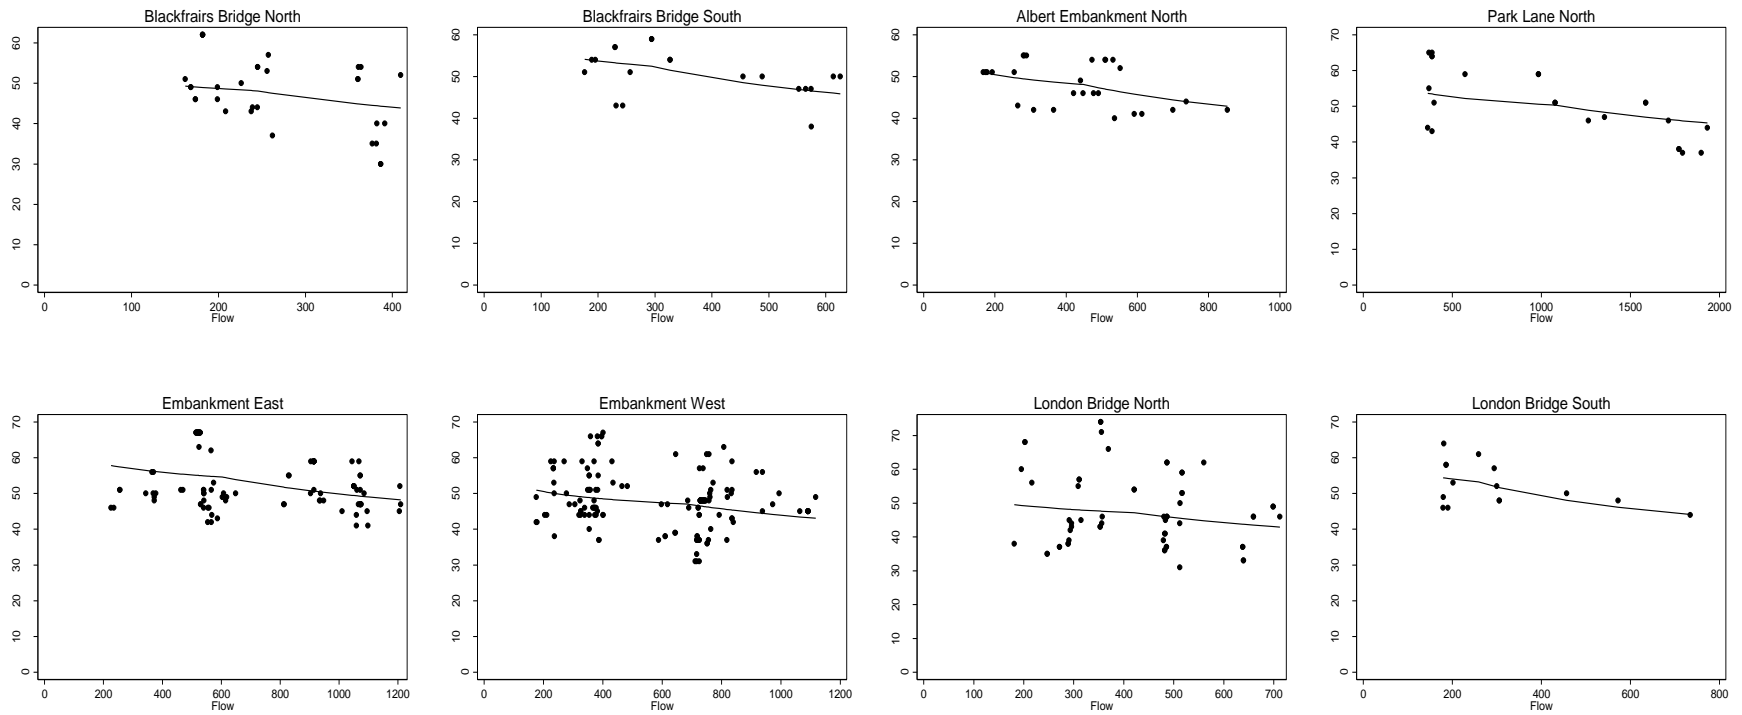 Blackfrairs Bridge North
60
50
40
30
20
10
0
0 100 200 300 400
Flow
Blackfrairs Bridge South
60
50
40
30
20
10
0
0 100 200 300 400 500 600
Flow
Albert Embankment North
60
50
40
30
20
10
0
0 200 400 600 800 1000
Flow
Park Lane North
70
60
50
40
30
20
10
0
0 500 1000 1500 2000
Flow
Embankment East
70
60
50
40
30
20
10
0
0 200 400 600 800 1000 1200
Flow
Embankment West
70
60
50
40
30
20
10
0
0 200 400 600 800 1000 1200
Flow
London Bridge North
70
60
50
40
30
20
10
0
0 100 200 300 400 500 600 700
Flow
London Bridge South
70
60
50
40
30
20
10
0
0 200 400 600 800
Flow